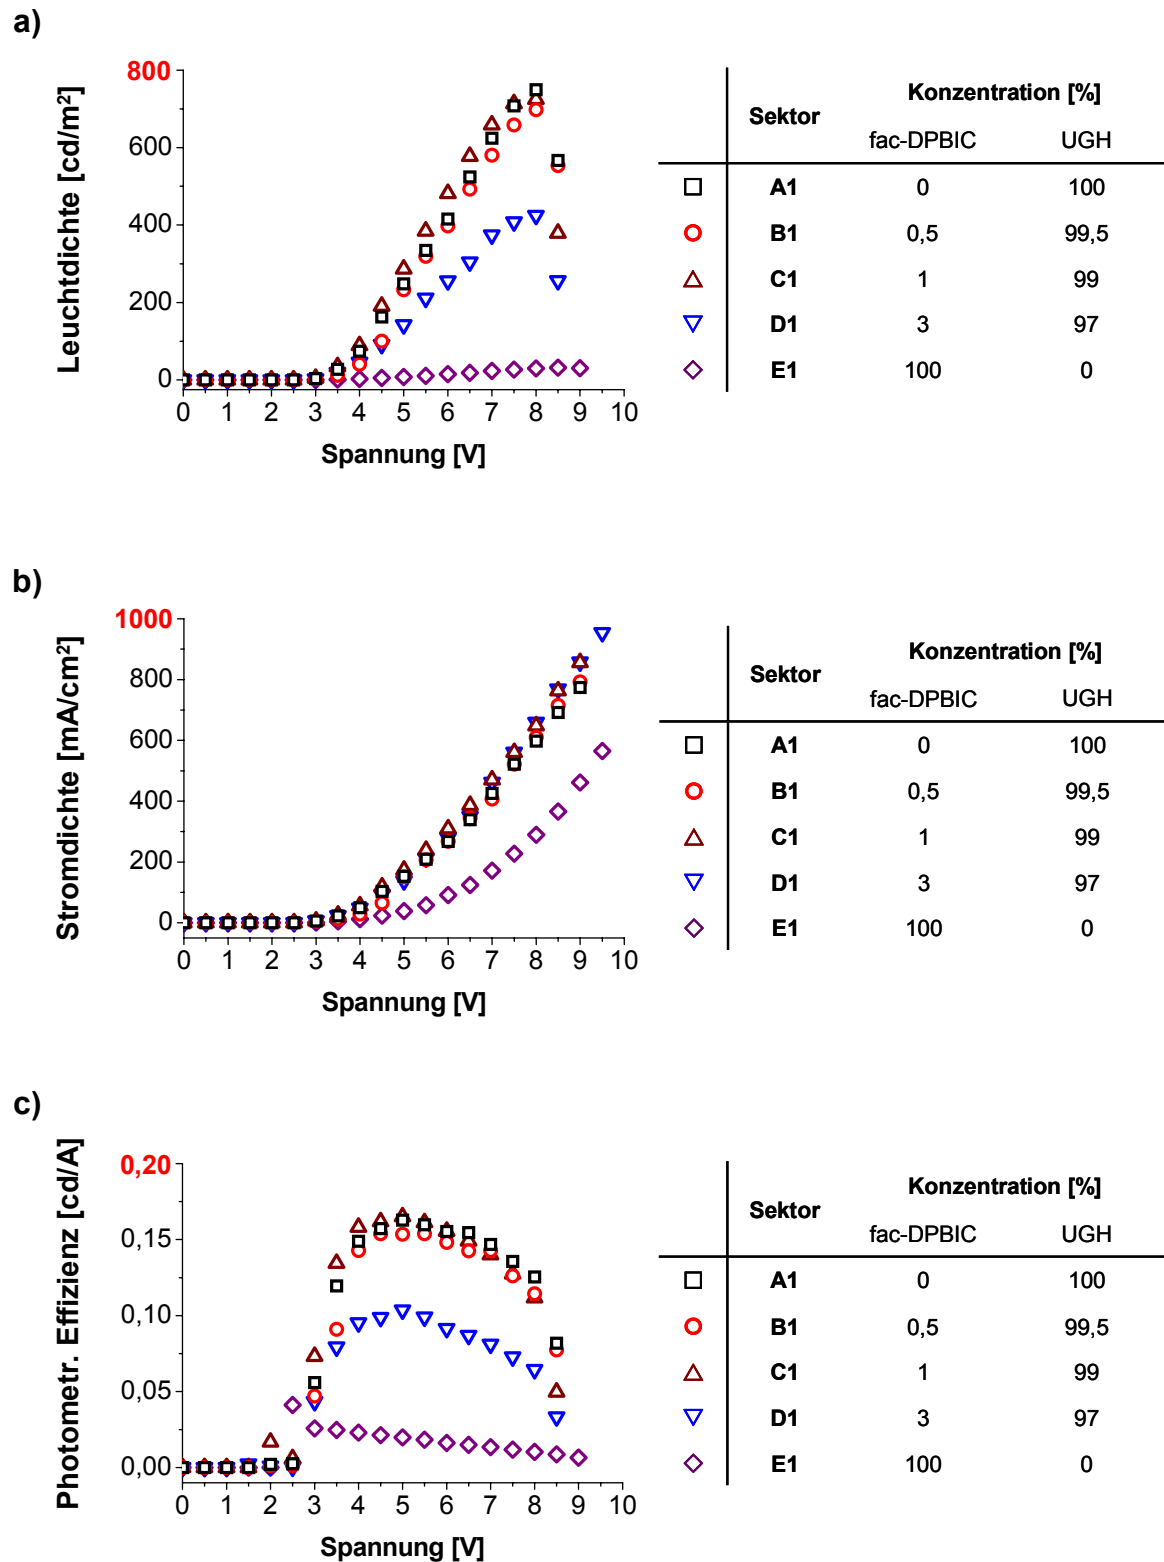 a)
Leuchtdichte [cd/m²]
800
600
400
200
0
0 1 2 3 4 5 6 7 8 9 10
Spannung [V]
Sektor Konzentration [%]
fac-DPBIC UGH
A1 0 100
B1 0,5 99,5
C1 1 99
D1 3 97
E1 100 0
b)
Stromdichte [mA/cm²]
1000
800
600
400
200
0
0 1 2 3 4 5 6 7 8 9 10
Spannung [V]
Sektor Konzentration [%]
fac-DPBIC UGH
A1 0 100
B1 0,5 99,5
C1 1 99
D1 3 97
E1 100 0
c)
Photometr. Effizienz [cd/A]
0,20
0,15
0,10
0,05
0,00
0 1 2 3 4 5 6 7 8 9 10
Spannung [V]
Sektor Konzentration [%]
fac-DPBIC UGH
A1 0 100
B1 0,5 99,5
C1 1 99
D1 3 97
E1 100 0